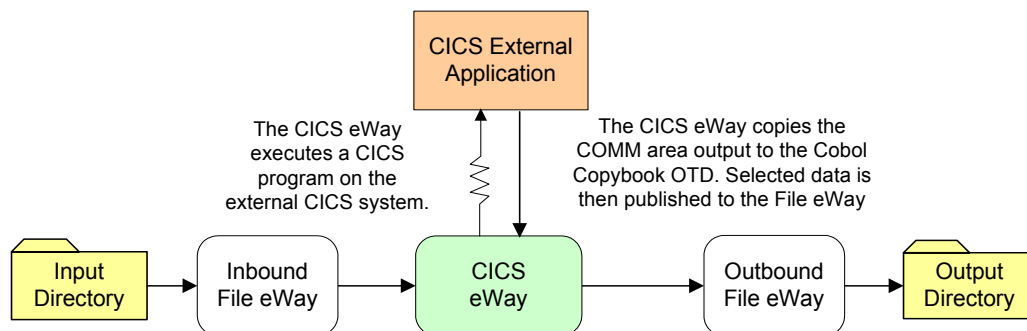 CICS External
Application
The CICS eWay
executes a CICS
program on the
external CICS system.
The CICS eWay copies the
COMM area output to the Cobol
Copybook OTD. Selected data is
then published to the File eWay
Input
Directory
Inbound
File eWay
CICS
eWay
Outbound
File eWay
Output
Directory